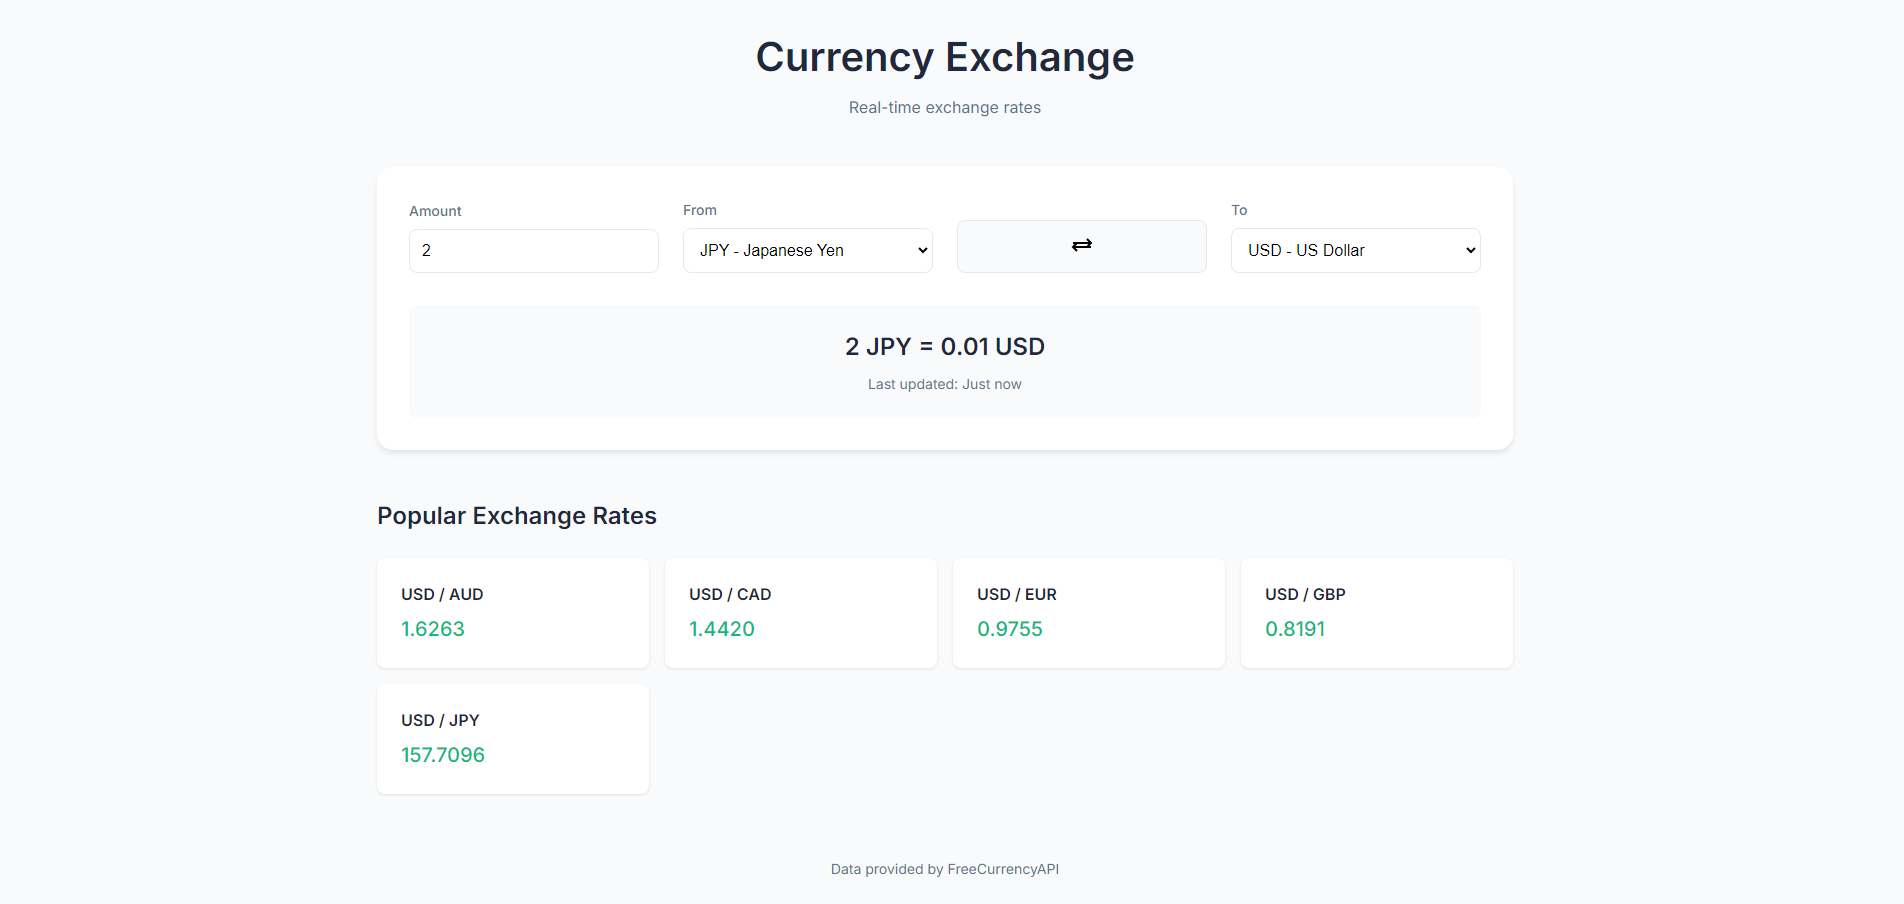 Currency Exchange
Real-time exchange rates
Amount
From
To
2
JPY - Japanese Yen
USD - US Dollar
2 JPY = 0.01 USD
Last updated: Just now
Popular Exchange Rates
USD / AUD
1.6263
USD / CAD
1.4420
USD / EUR
0.9755
USD / GBP
0.8191
USD / JPY
157.7096
Data provided by FreeCurrencyAPI